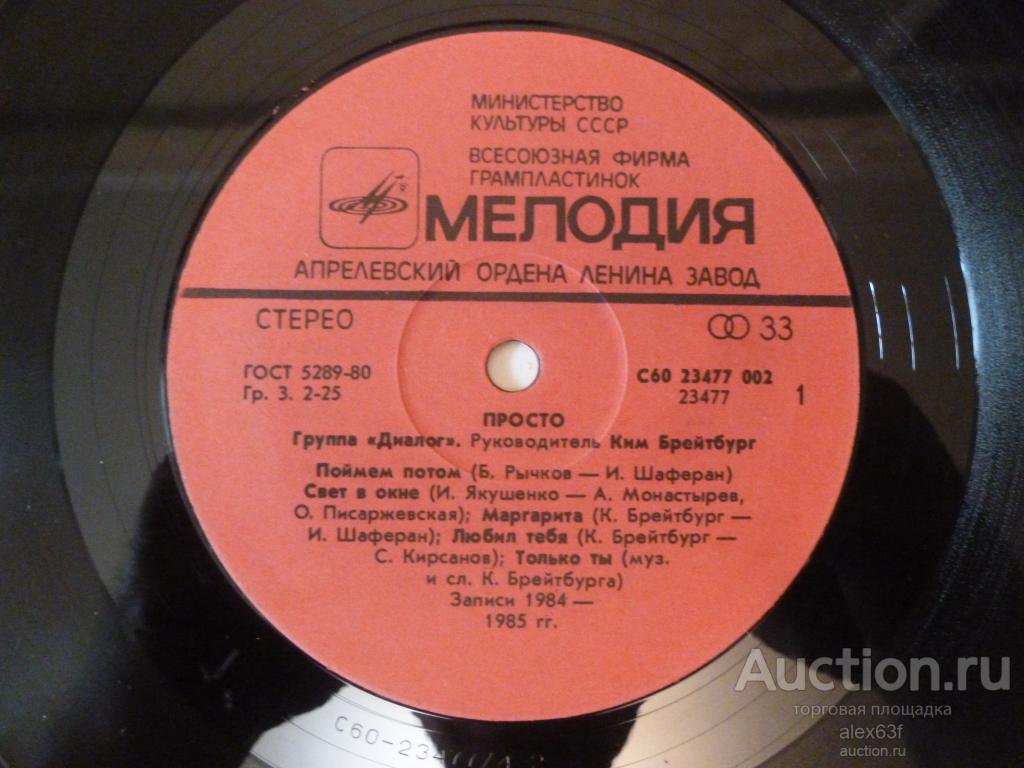 МИНИСТЕРСТВО
КУЛЬТУРЫ СССР
ВСЕСОЮЗНАЯ ФИРМА
ГРАМПЛАСТИНОК
МЕЛОДИЯ
АПРЕЛЕВСКИЙ ОРДЕНА ЛЕНИНА ЗАВОД
СТЕРЕО
33
ГОСТ 5289-80
Гр. 3. 2-25
С60 23477 002
23477
1
ПРОСТО
Группа «Диалог». Руководитель Ким Брейтбург
Поймем потом (Б. Рычков — И. Шаферан)
Свет в окне (И. Якушенко — А. Монастырев,
О. Писаржевская); Маргарита (К. Брейтбург —
И. Шаферан); Любил тебя (К. Брейтбург —
С. Кирсанов); Только ты (муз.
и сл. К. Брейтбурга)
Записи 1984 —
1985 гг.
Auction.ru
торговая площадка
alex63f
auction.ru